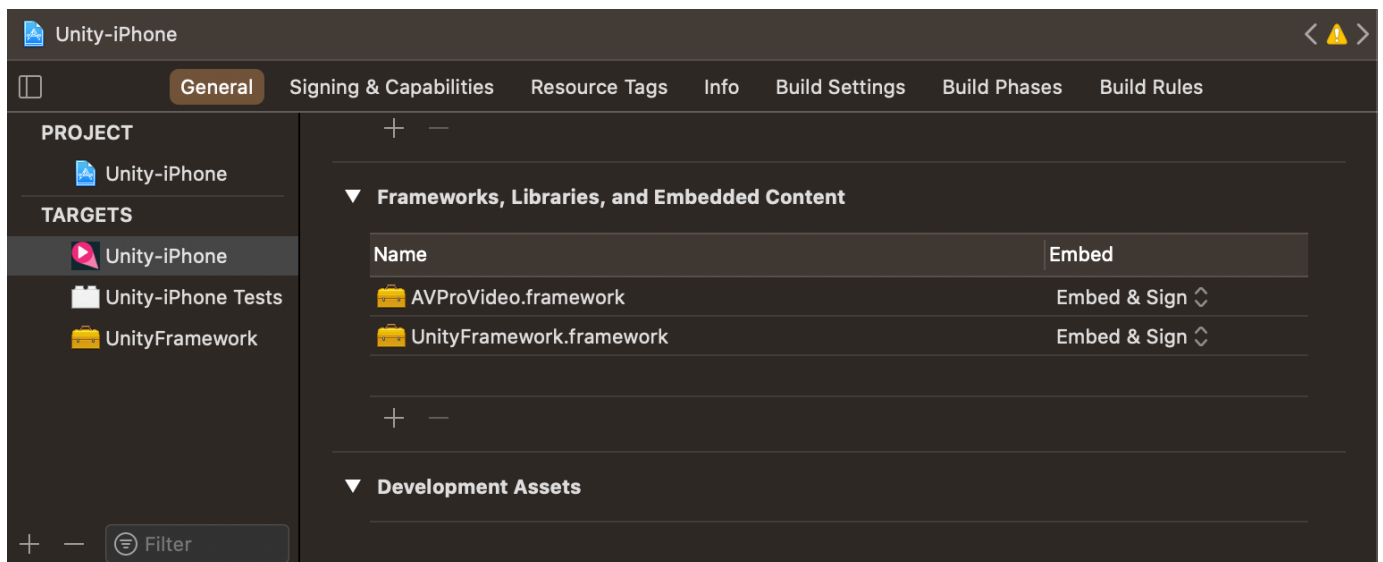 Unity-iPhone
General Signing & Capabilities Resource Tags Info Build Settings Build Phases Build Rules
PROJECT
Unity-iPhone
TARGETS
Unity-iPhone
Unity-iPhone Tests
UnityFramework
Filter
Frameworks, Libraries, and Embedded Content
Name Embed
AVProVideo.framework Embed & Sign
UnityFramework.framework Embed & Sign
Development Assets